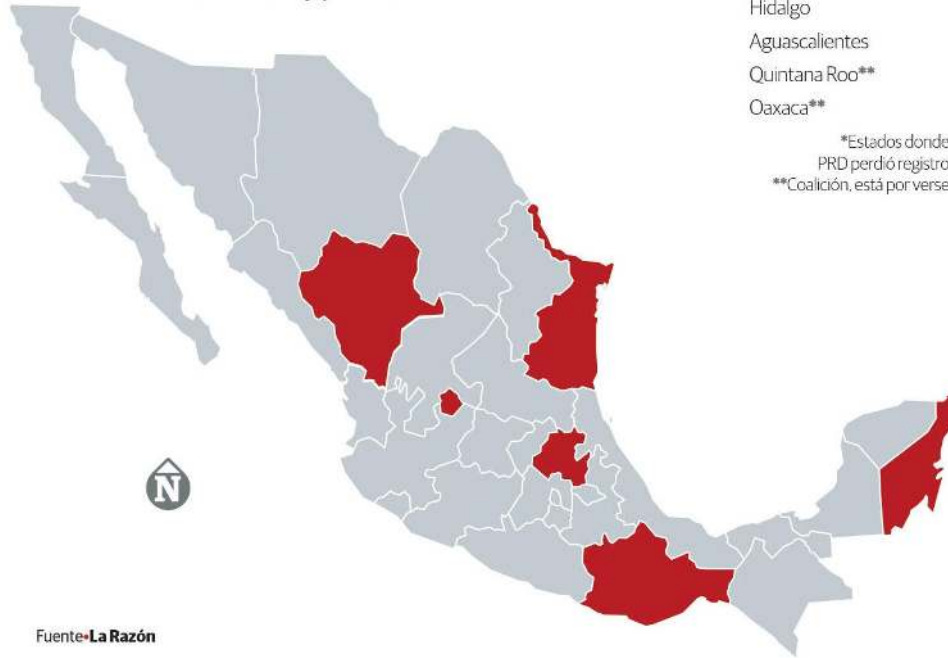 Hidalgo
Aguascalientes
Quintana Roo**
Oaxaca**
*Estados donde
PRD perdió registro
**Coalición, está por verse
N
Fuente•La Razón